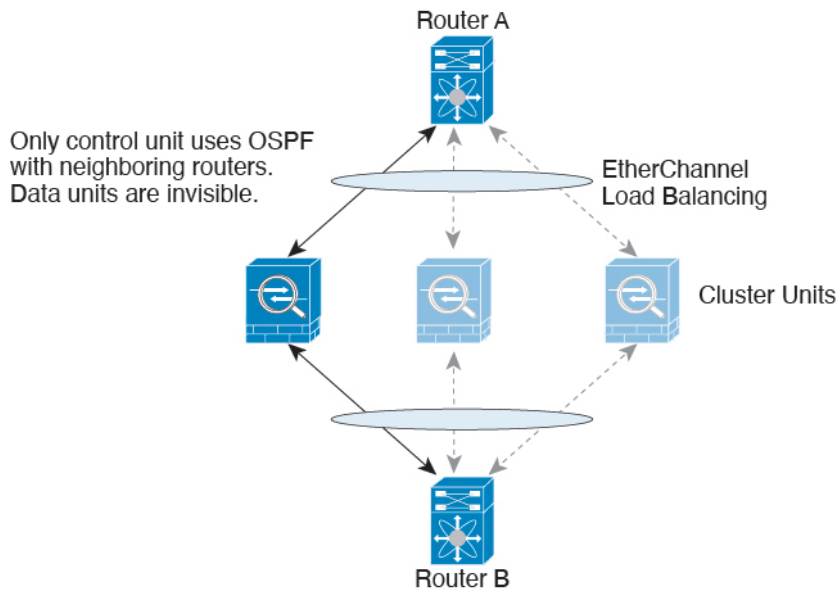 Router A
Only control unit uses OSPF
with neighboring routers.
Data units are invisible.
EtherChannel
Load Balancing
Cluster Units
Router B